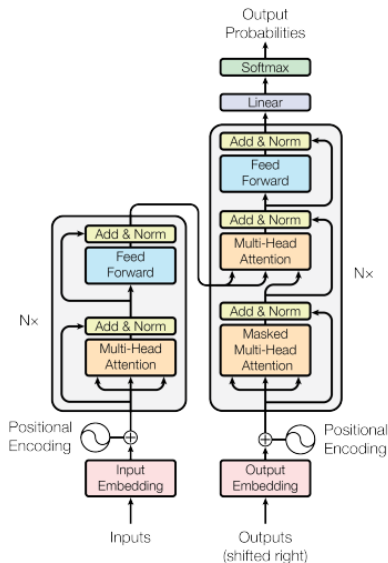 Output
Probabilities
Softmax
Linear
Add & Norm
Feed
Forward
Add & Norm
Multi-Head
Attention
Add & Norm
Masked
Multi-Head
Attention
Nx
Add & Norm
Feed
Forward
Nx
Add & Norm
Multi-Head
Attention
Positional
Encoding
Positional
Encoding
Input
Embedding
Output
Embedding
Inputs
Outputs
(shifted right)